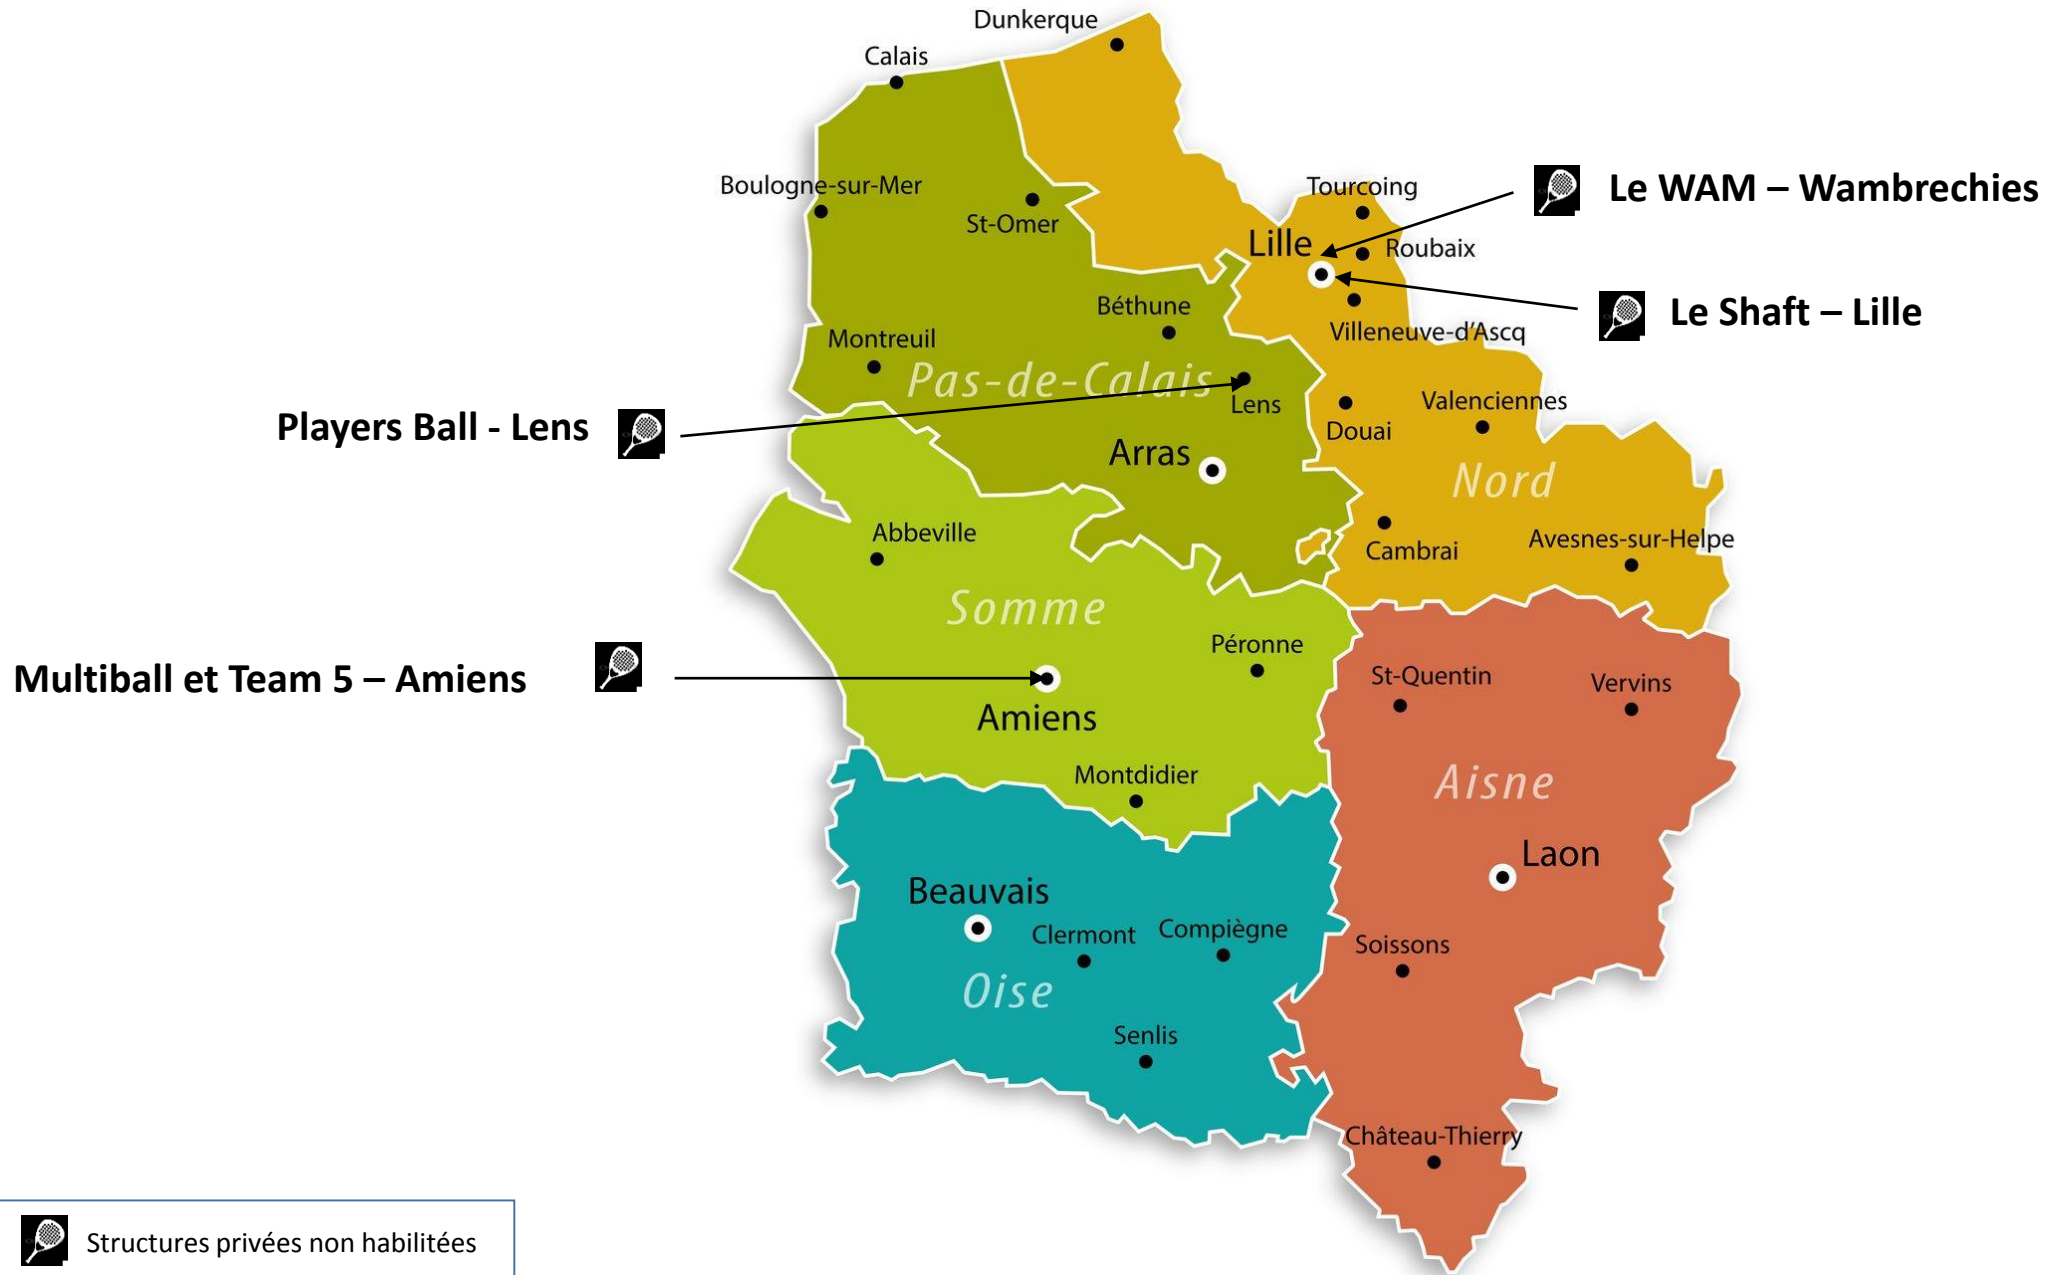 Dunkerque
Calais
Boulogne-sur-Mer
St-Omer
Tourcoing
Le WAM – Wambrechies
Lille
Roubaix
Béthune
Le Shaft – Lille
Villeneuve-d'Ascq
Montreuil
Pas-de-Calais
Lens
Players Ball - Lens
Valenciennes
Douai
Arras
Nord
Abbeville
Cambrai
Avesnes-sur-Helpe
Somme
Péronne
Multiball et Team 5 – Amiens
St-Quentin
Vervins
Amiens
Montdidier
Aisne
Laon
Beauvais
Clermont
Compiègne
Soissons
Oise
Senlis
Château-Thierry
Structures privées non habilitées